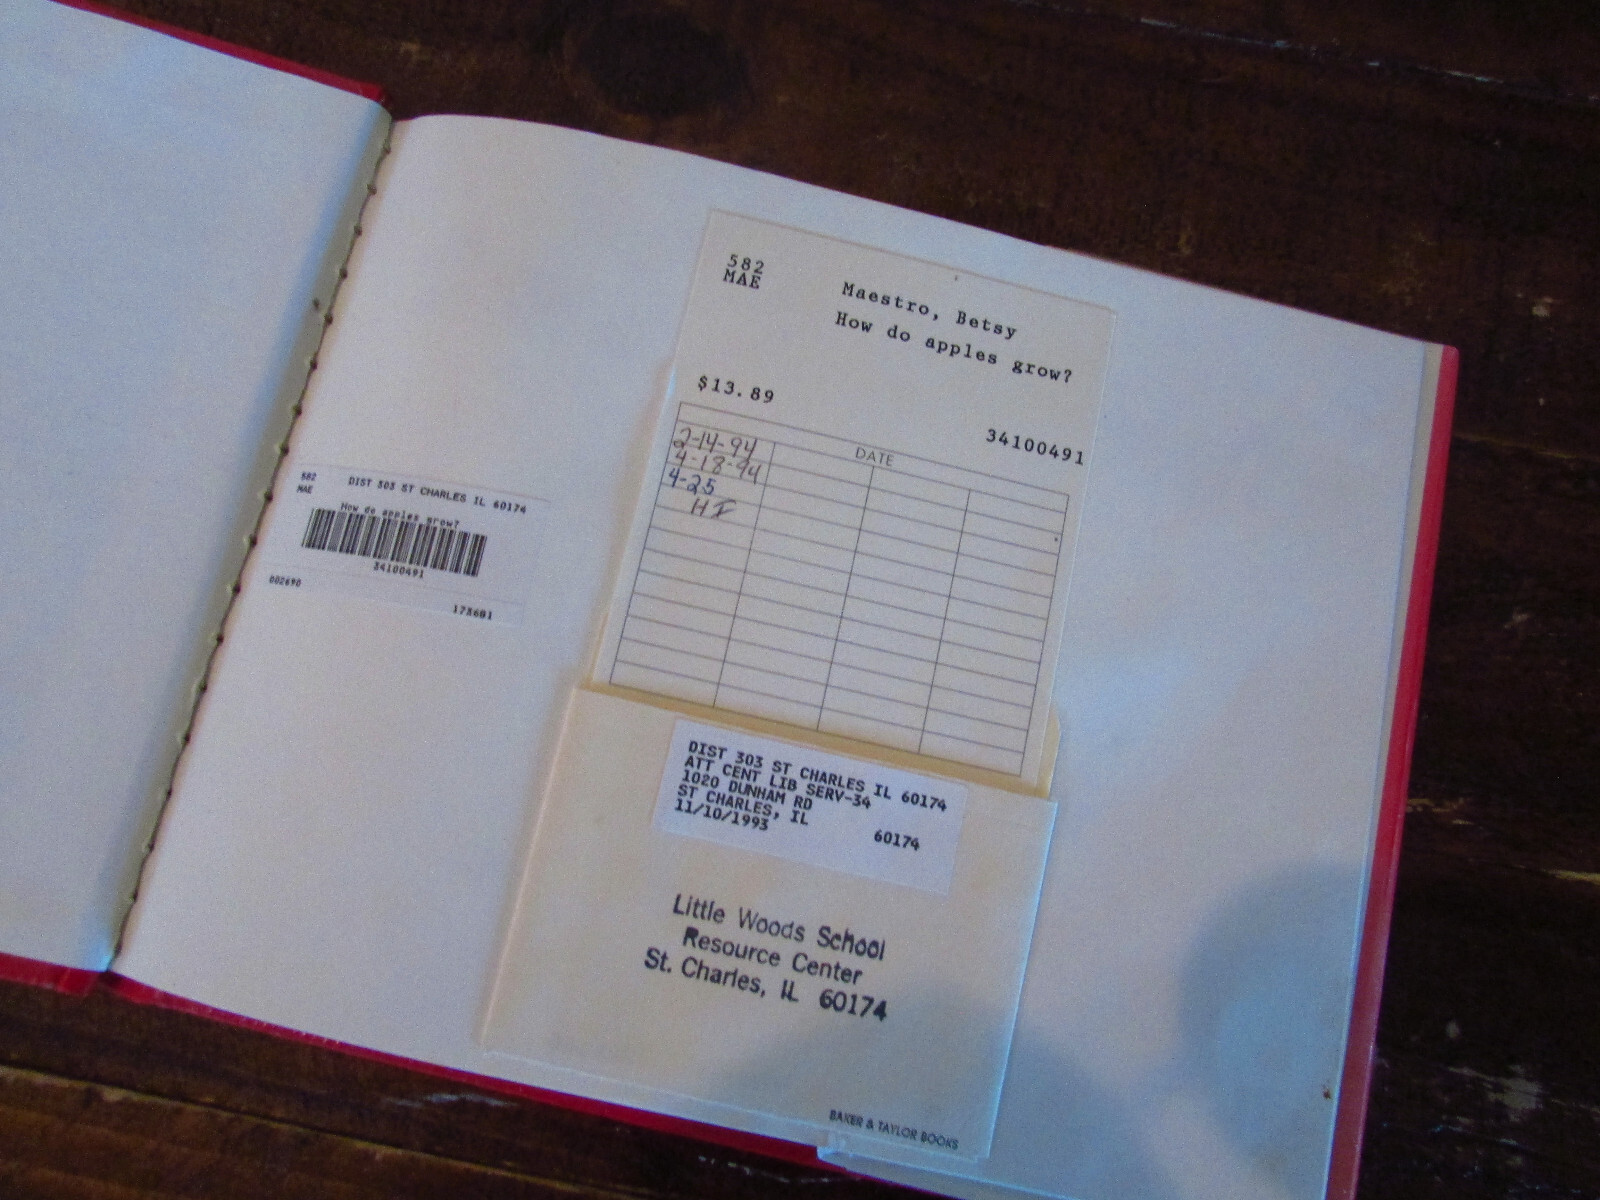 582
MAE
DIST 303 ST CHARLES IL 60174
How do apples grow?
34100491
002690
173601
582
MAE
Maestro, Betsy
How do apples grow?
$13.89
34100491
DATE
2-14-94
4-18-94
4-25
HI
DIST 303 ST CHARLES IL 60174
ATT CENT LIB SERV-34
1020 DUNHAM RD
ST CHARLES, IL 60174
11/10/1993
Little Woods School
Resource Center
St. Charles, IL 60174
BAKER & TAYLOR BOOKS